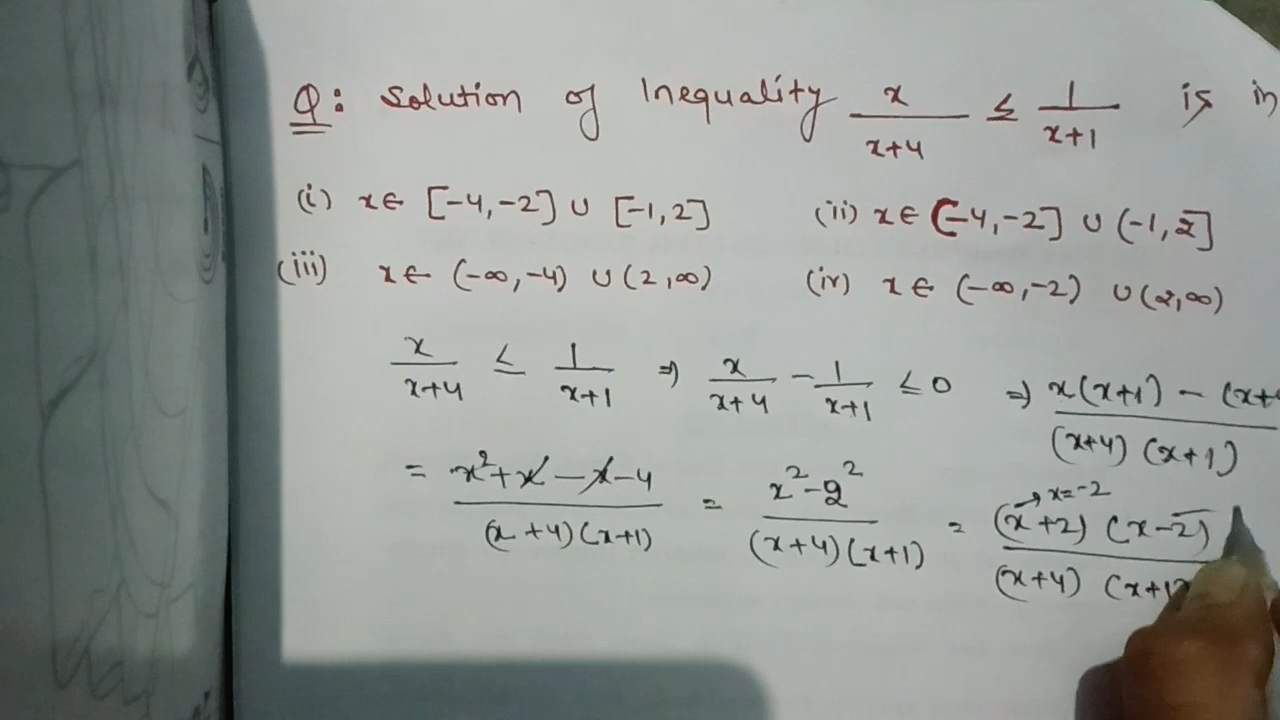 Q: Solution of Inequality x/(x+4) ≤ 1/(x+1) is in
(i) x ∈ [-4,-2] ∪ [-1,2] (ii) x ∈ (-4,-2] ∪ (-1,2]
(iii) x ∈ (-∞,-4) ∪ (2,∞) (iv) x ∈ (-∞,-2) ∪ (2,∞)
x/(x+4) ≤ 1/(x+1) ⇒ x/(x+4) - 1/(x+1) ≤ 0 ⇒ x(x+1) - (x+4 / (x+4)(x+1)
= x²+x-x-4 / (x+4)(x+1) = x²-2² / (x+4)(x+1) = (x+2)(x-2) / (x+4)(x+1)
→ x=-2